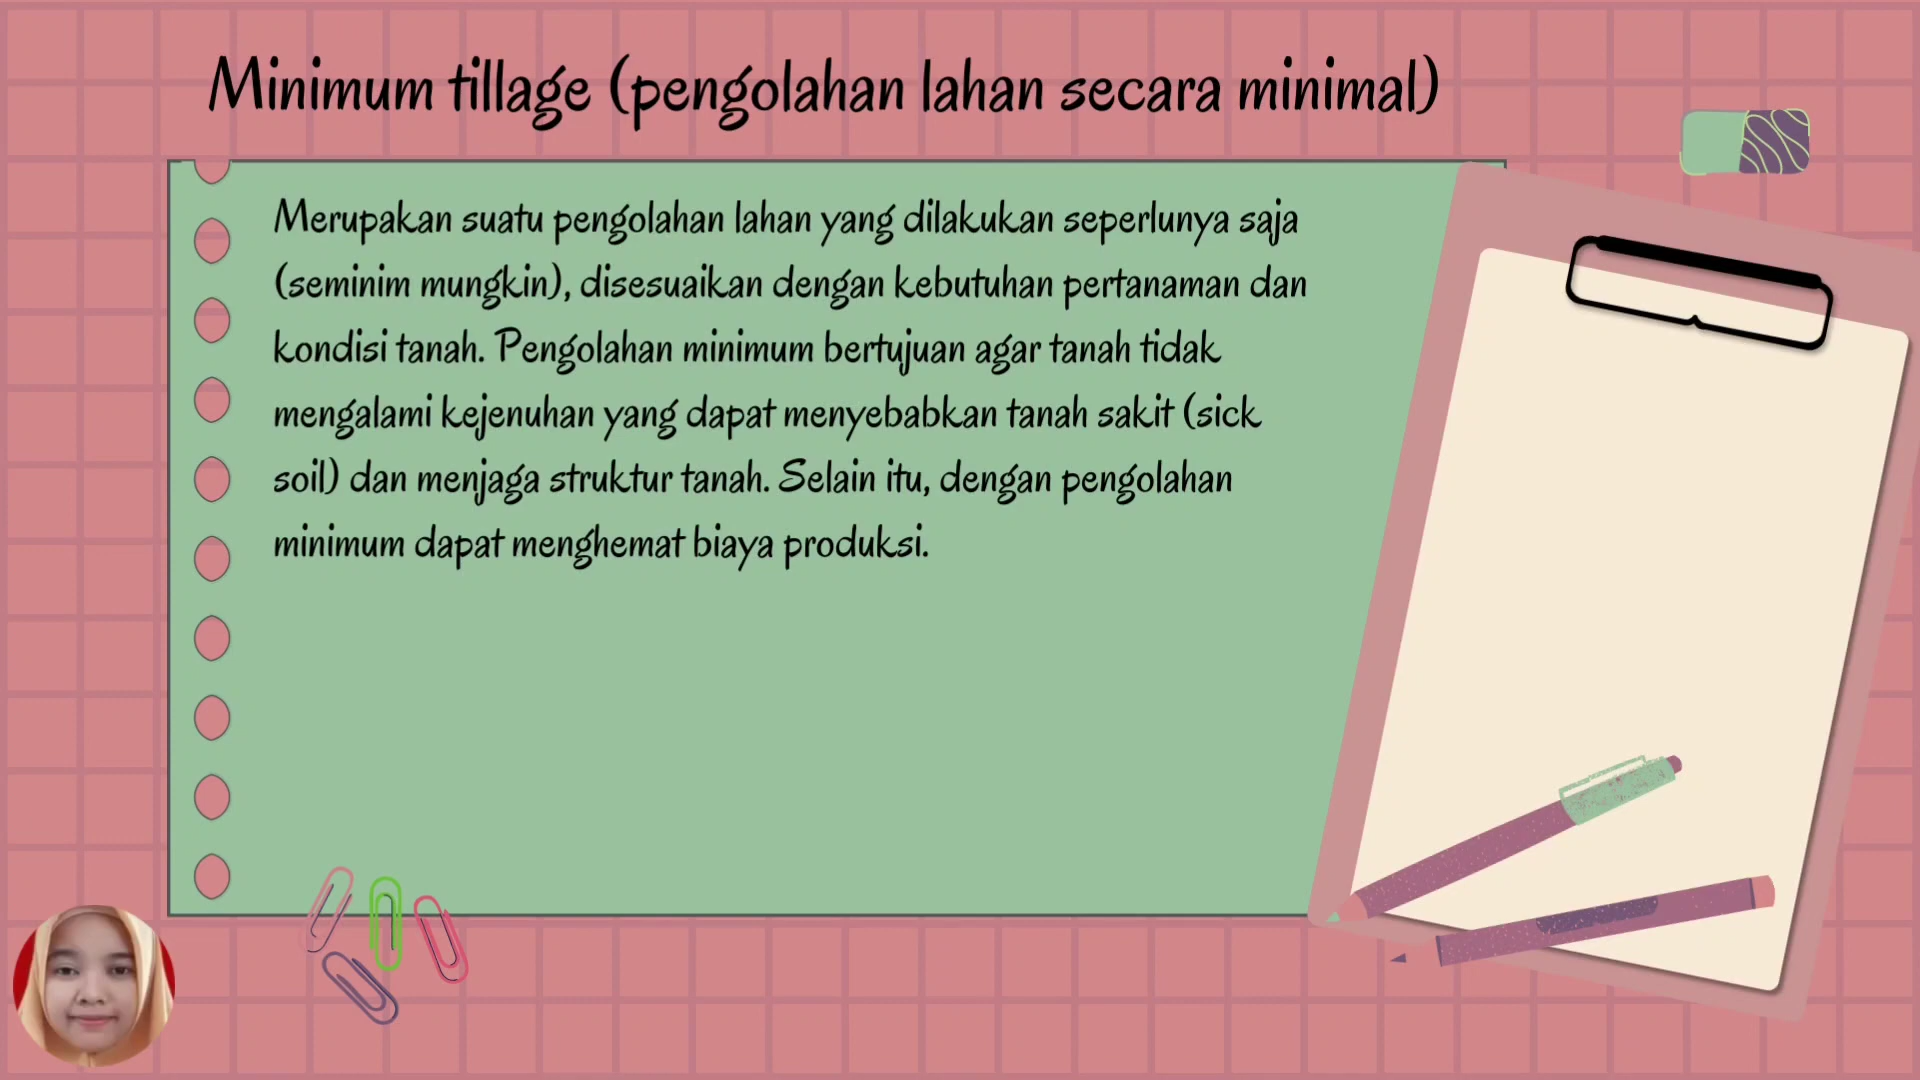 Minimum tillage (pengolahan lahan secara minimal)
Merupakan suatu pengolahan lahan yang dilakukan seperlunya saja
(seminim mungkin), disesuaikan dengan kebutuhan pertanaman dan
kondisi tanah. Pengolahan minimum bertujuan agar tanah tidak
mengalami kejenuhan yang dapat menyebabkan tanah sakit (sick
soil) dan menjaga struktur tanah. Selain itu, dengan pengolahan
minimum dapat menghemat biaya produksi.